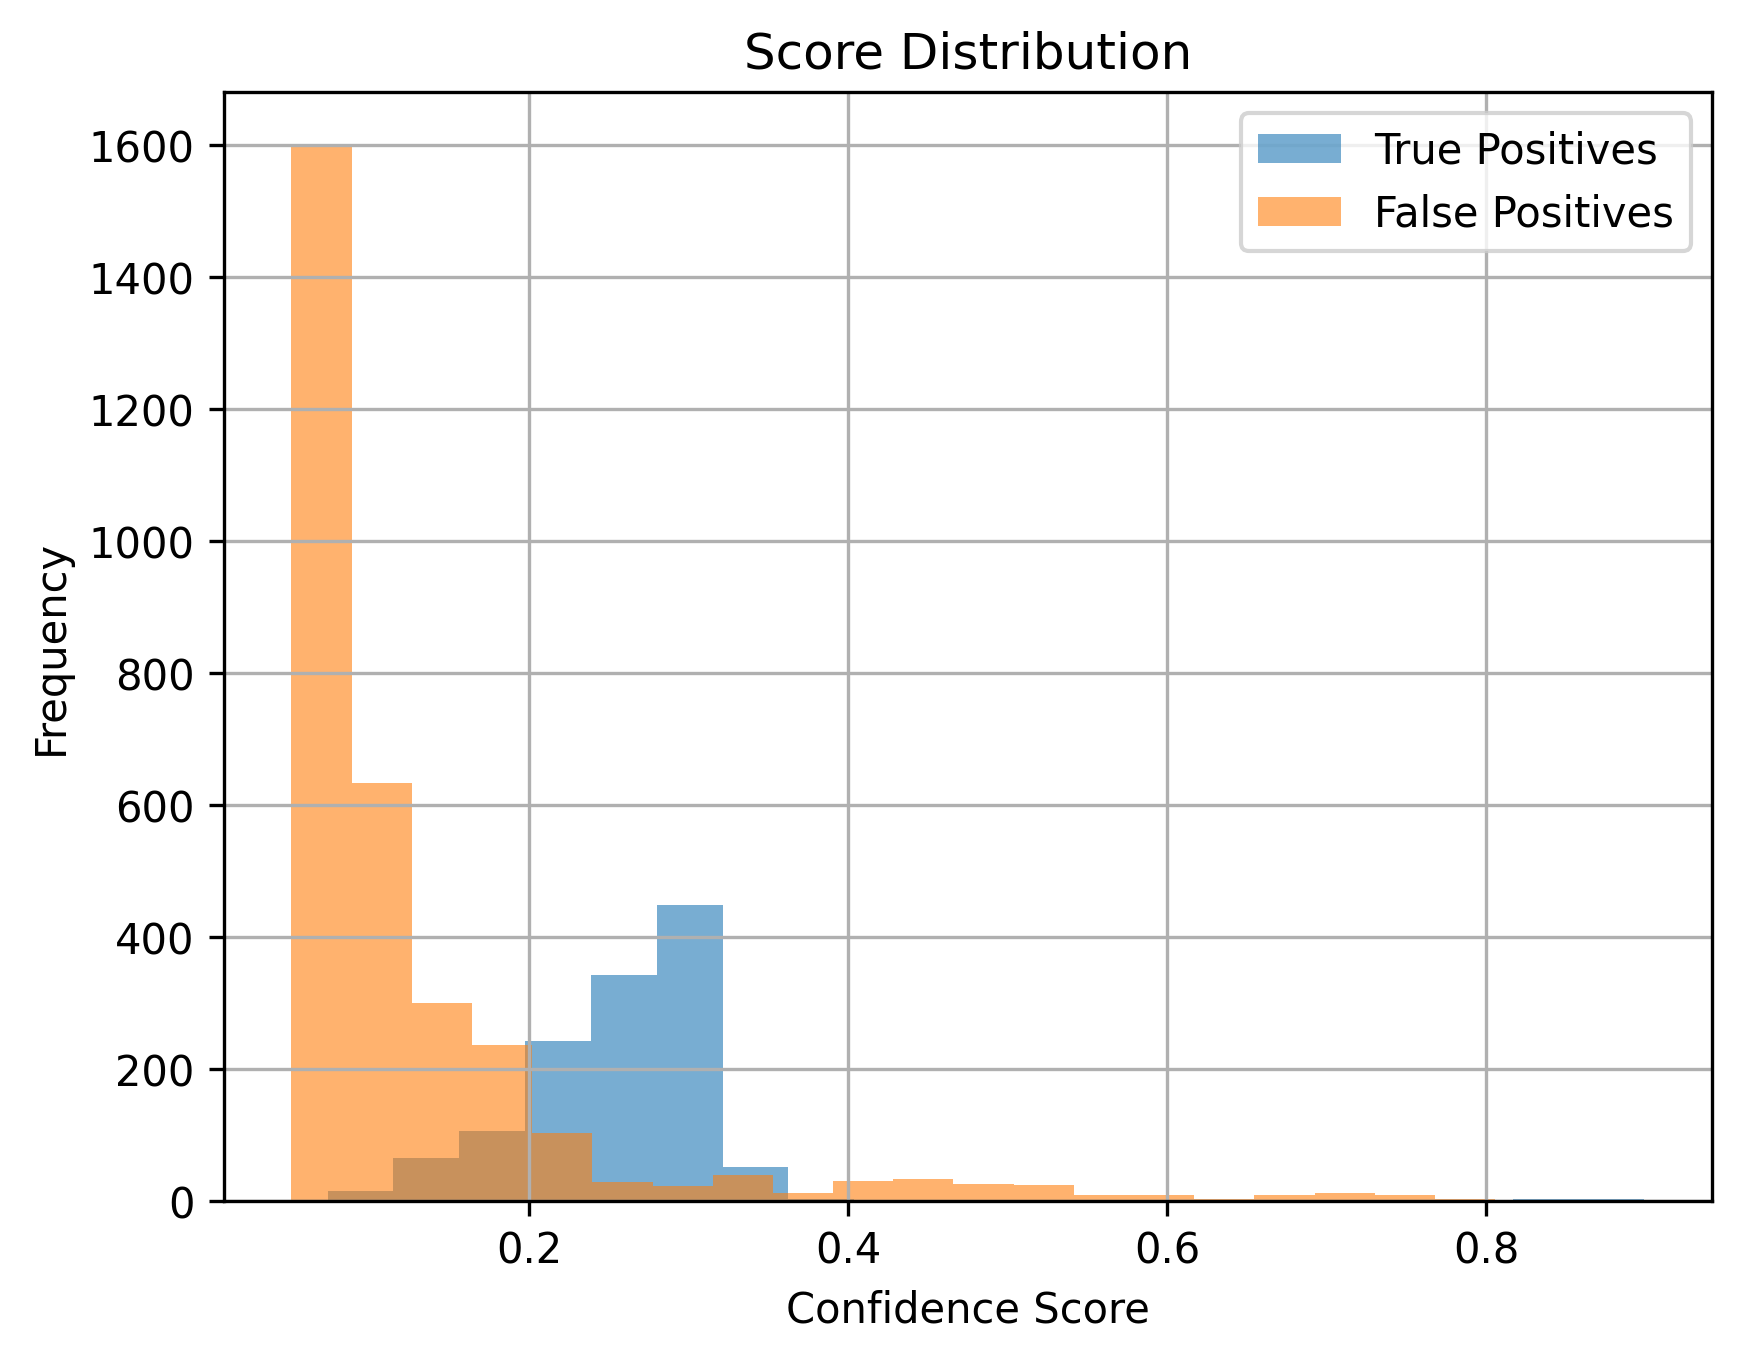 Score Distribution
True Positives
False Positives
1600
1400
1200
1000
800
600
400
200
0
Frequency
0.2 0.4 0.6 0.8
Confidence Score